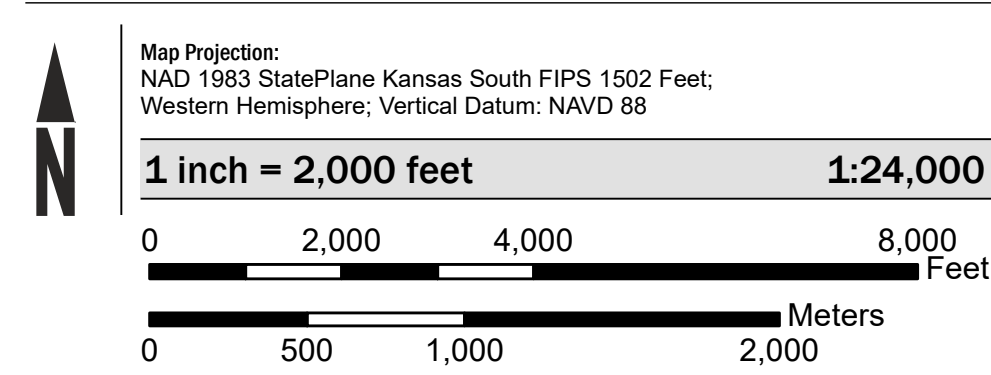 N
Map Projection:
NAD 1983 StatePlane Kansas South FIPS 1502 Feet;
Western Hemisphere; Vertical Datum: NAVD 88
1 inch = 2,000 feet 1:24,000
0 2,000 4,000 8,000
Feet
Meters
0 500 1,000 2,000